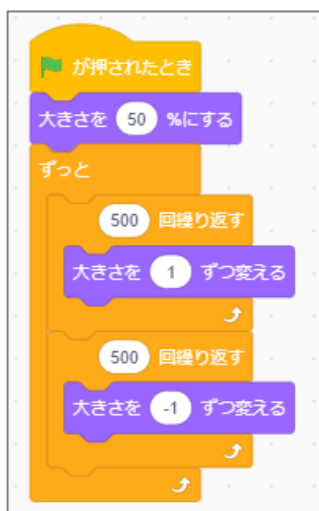 が押されたとき
大きさを 50 %にする
ずっと
500 回繰り返す
大きさを 1 ずつ変える
500 回繰り返す
大きさを -1 ずつ変える